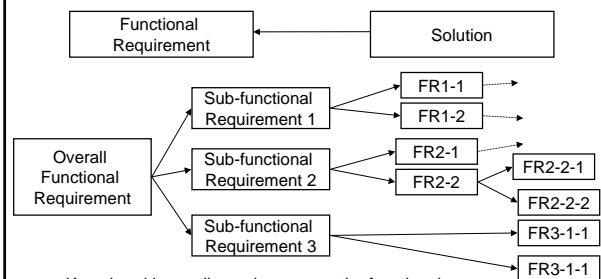 Functional
Requirement
Solution
Sub-functional
Requirement 1
FR1-1
FR1-2
Overall
Functional
Requirement
Sub-functional
Requirement 2
FR2-1
FR2-2
FR2-2-1
FR2-2-2
Sub-functional
Requirement 3
FR3-1-1
FR3-1-1